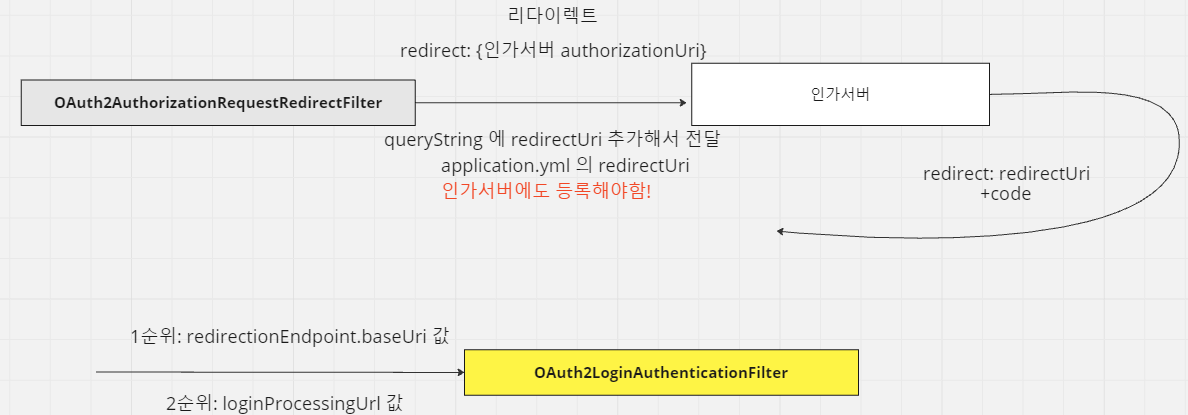 리다이렉트
redirect: {인가서버 authorizationUri}
OAuth2AuthorizationRequestRedirectFilter
인가서버
queryString 에 redirectUri 추가해서 전달
application.yml 의 redirectUri
인가서버에도 등록해야함!
redirect: redirectUri
+code
1순위: redirectionEndpoint.baseUri 값
OAuth2LoginAuthenticationFilter
2순위: loginProcessingUrl 값